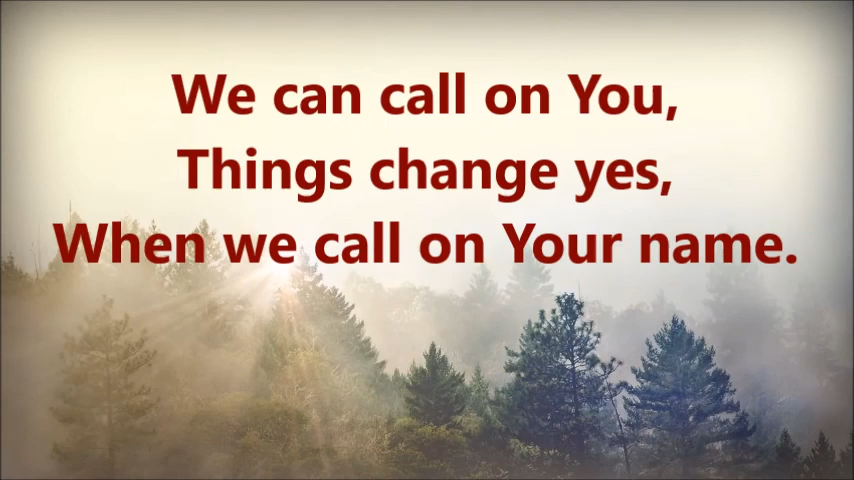 We can call on You,
Things change yes,
When we call on Your name.